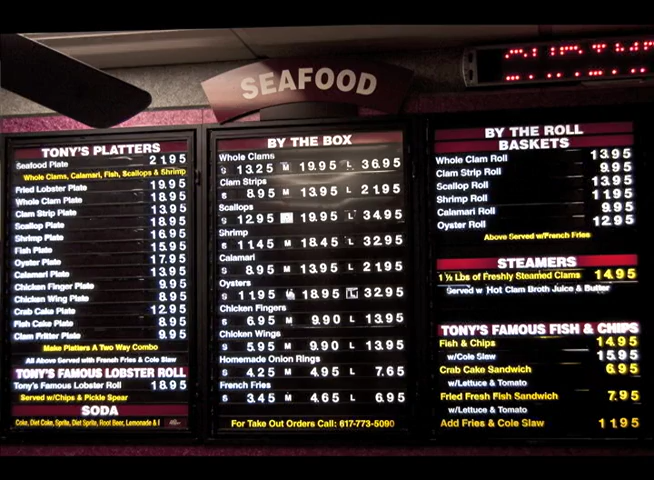 SEAFOOD
TONY'S PLATTERS
Seafood Plate 21.95
Whole Clams, Calamari, Fish, Scallops & Shrimp
Fried Lobster Plate 19.95
Whole Clam Plate 18.95
Clam Strip Plate 13.95
Scallop Plate 18.95
Shrimp Plate 16.95
Fish Plate 15.95
Oyster Plate 17.95
Calamari Plate 13.95
Chicken Finger Plate 9.95
Chicken Wing Plate 8.95
Crab Cake Plate 12.95
Fish Cake Plate 8.95
Clam Fritter Plate 9.95
Make Platters A Two Way Combo
All Above Served with French Fries & Cole Slaw
TONY'S FAMOUS LOBSTER ROLL
Tony's Famous Lobster Roll 18.95
Served w/Chips & Pickle Spear
SODA
Coke, Diet Coke, Sprite, Diet Sprite, Root Beer, Lemonade &
BY THE BOX
Whole Clams
S 13.25 M 19.95 L 36.95
Clam Strips
S 8.95 M 13.95 L 21.95
Scallops
S 12.95 M 19.95 L 34.95
Shrimp
S 11.45 M 18.45 L 32.95
Calamari
S 8.95 M 13.95 L 21.95
Oysters
S 11.95 18.95 L 32.95
Chicken Fingers
S 6.95 M 9.90 L 13.95
Chicken Wings
S 5.95 M 9.90 L 13.95
Homemade Onion Rings
S 4.25 M 4.95 L 7.65
French Fries
S 3.45 M 4.65 L 6.95
For Take Out Orders Call: 617-773-5090
BY THE ROLL
BASKETS
Whole Clam Roll 13.95
Clam Strip Roll 9.95
Scallop Roll 13.95
Shrimp Roll 11.95
Calamari Roll 9.95
Oyster Roll 12.95
Above Served w/French Fries
STEAMERS
1 ½ Lbs of Freshly Steamed Clams 14.95
Served w Hot Clam Broth Juice & Butter
TONY'S FAMOUS FISH & CHIPS
Fish & Chips 14.95
w/Cole Slaw 15.95
Crab Cake Sandwich 6.95
w/Lettuce & Tomato
Fried Fresh Fish Sandwich 7.95
w/Lettuce & Tomato
Add Fries & Cole Slaw 11.95